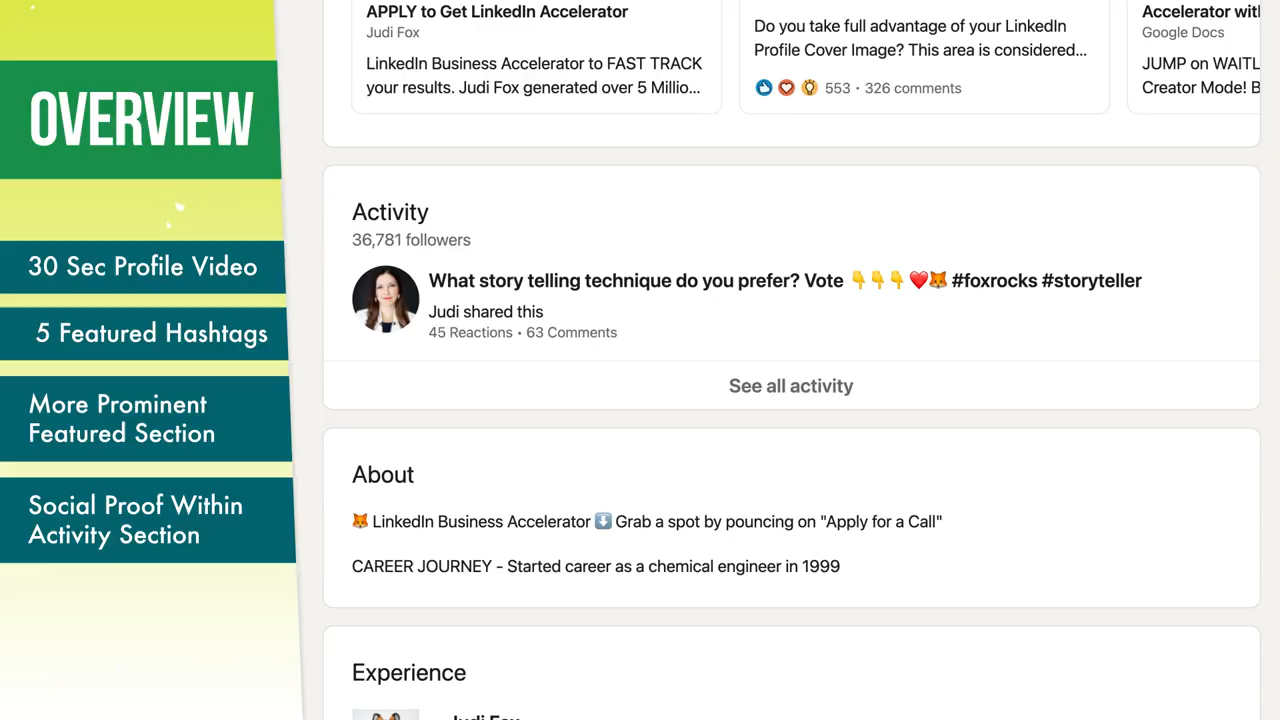 OVERVIEW
30 Sec Profile Video
5 Featured Hashtags
More Prominent
Featured Section
Social Proof Within
Activity Section
APPLY to Get LinkedIn Accelerator
Judi Fox
LinkedIn Business Accelerator to FAST TRACK
your results. Judi Fox generated over 5 Millio...
Do you take full advantage of your LinkedIn
Profile Cover Image? This area is considered...
553 • 326 comments
Accelerator
Google Docs
JUMP on WAITL
Creator Mode! B
Activity
36,781 followers
What story telling technique do you prefer? Vote 👇👇👇❤️🦊 #foxrocks #storyteller
Judi shared this
45 Reactions • 63 Comments
See all activity
About
🦊 LinkedIn Business Accelerator ⬇️ Grab a spot by pouncing on "Apply for a Call"
CAREER JOURNEY - Started career as a chemical engineer in 1999
Experience
Judi Fox